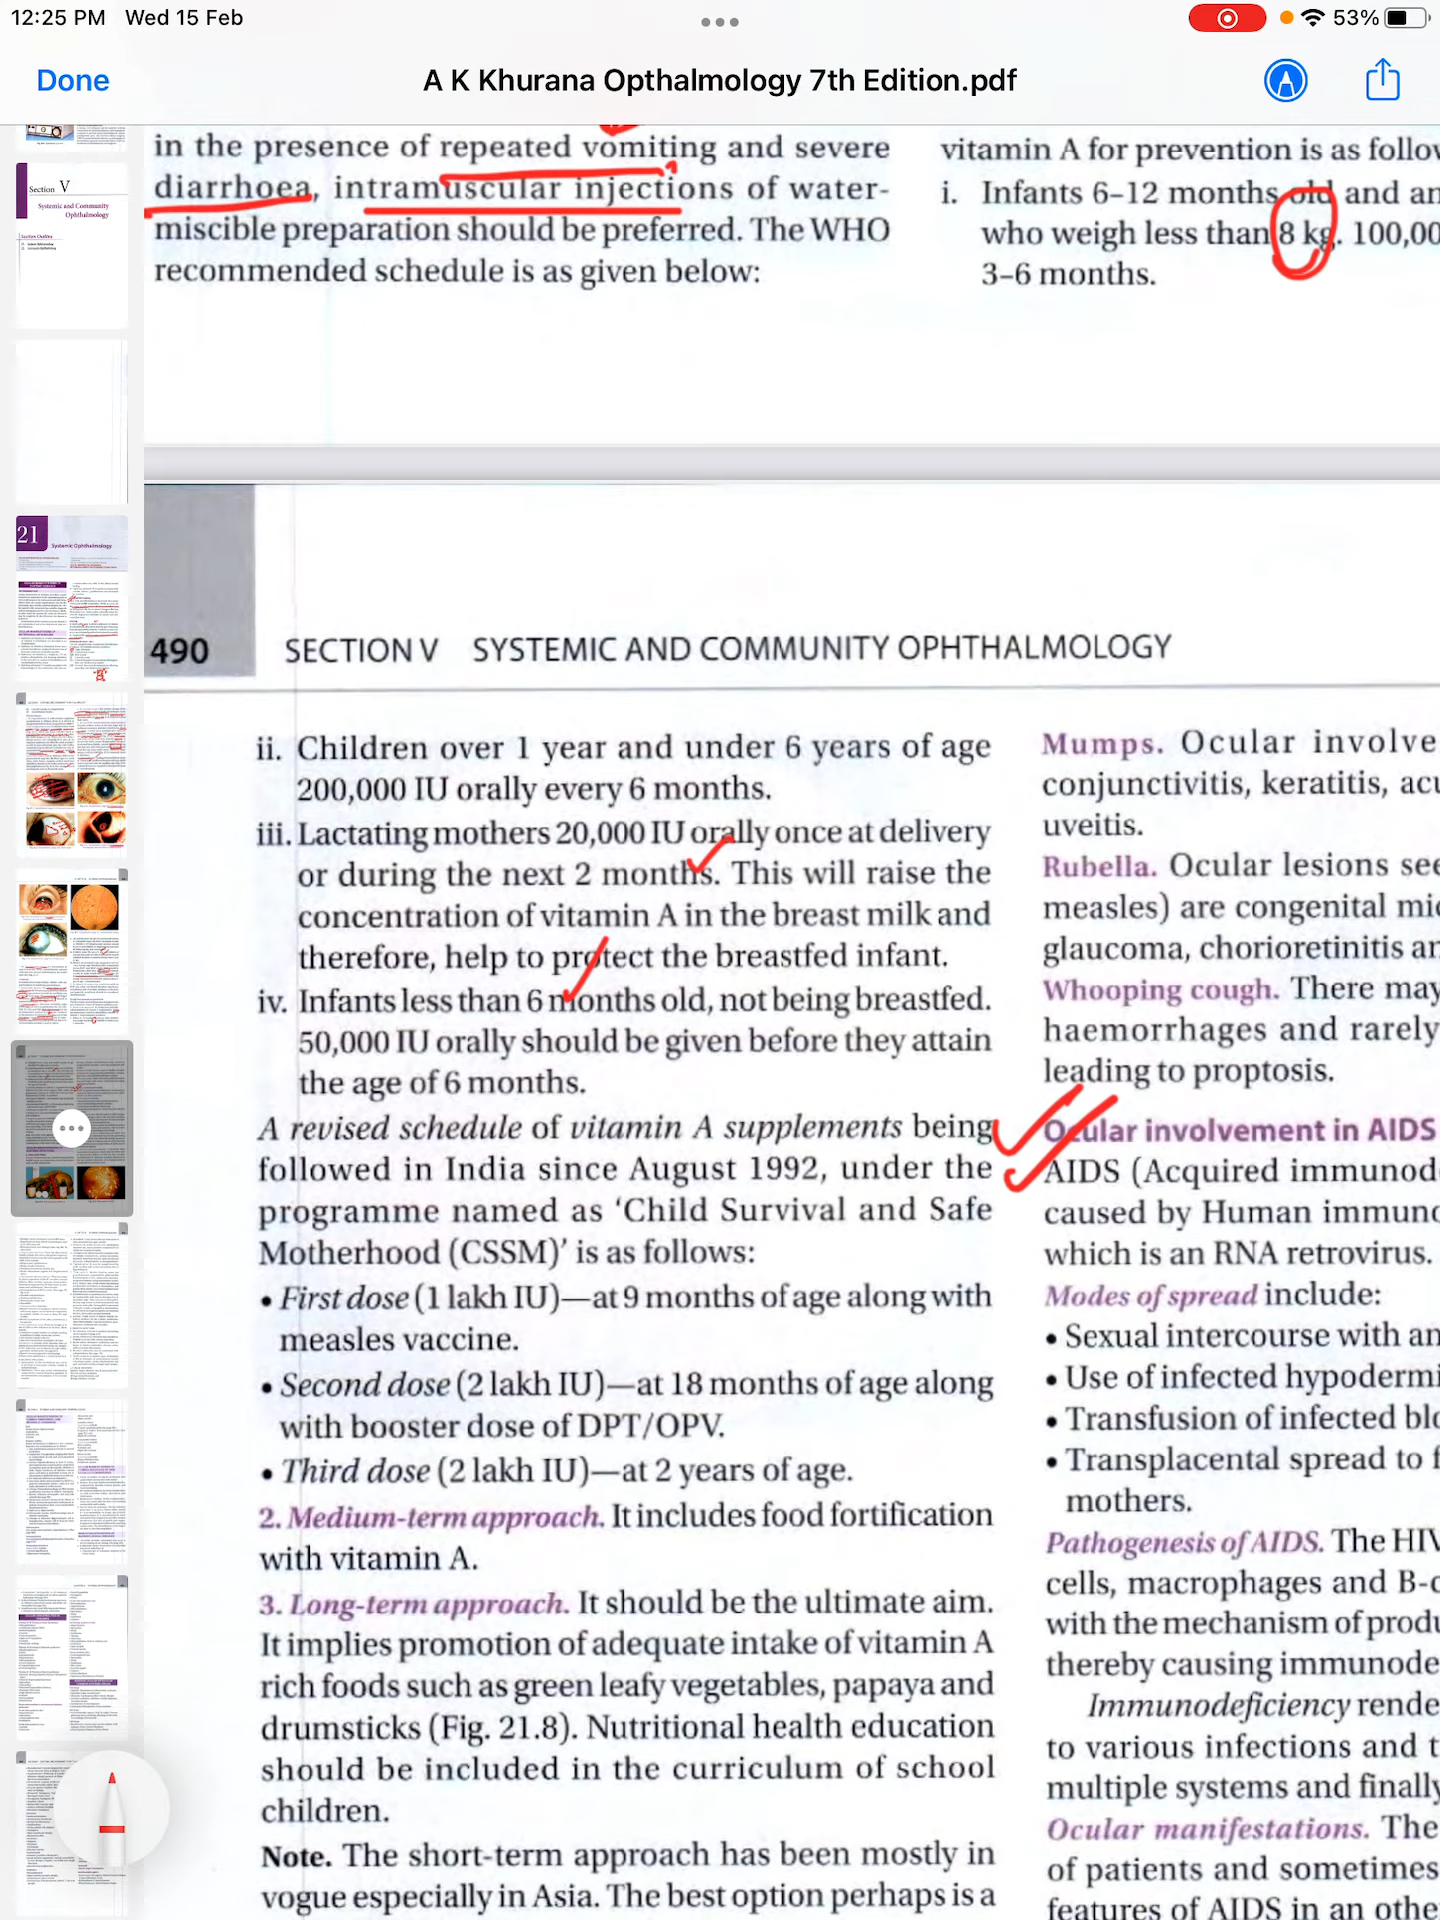 12:25 PM Wed 15 Feb
53%
Done
A K Khurana Opthalmology 7th Edition.pdf
in the presence of repeated vomiting and severe
diarrhoea, intramuscular injections of water-
miscible preparation should be preferred. The WHO
recommended schedule is as given below:
vitamin A for prevention is as follow
i. Infants 6–12 months old and an
who weigh less than 8 kg. 100,00
3–6 months.
Section V
Systemic and Community
Ophthalmology
21
Systemic Ophthalmology
490 SECTION V SYSTEMIC AND COMMUNITY OPHTHALMOLOGY
ii. Children over 1 year and under 6 years of age
200,000 IU orally every 6 months.
iii. Lactating mothers 20,000 IU orally once at delivery
or during the next 2 months. This will raise the
concentration of vitamin A in the breast milk and
therefore, help to protect the breastfed infant.
iv. Infants less than 6 months old, not being breastfed.
50,000 IU orally should be given before they attain
the age of 6 months.
A revised schedule of vitamin A supplements being
followed in India since August 1992, under the
programme named as ‘Child Survival and Safe
Motherhood (CSSM)’ is as follows:
• First dose (1 lakh IU)—at 9 months of age along with
measles vaccine.
• Second dose (2 lakh IU)—at 18 months of age along
with booster dose of DPT/OPV.
• Third dose (2 lakh IU)—at 2 years of age.
2. Medium-term approach. It includes food fortification
with vitamin A.
3. Long-term approach. It should be the ultimate aim.
It implies promotion of adequate intake of vitamin A
rich foods such as green leafy vegetables, papaya and
drumsticks (Fig. 21.8). Nutritional health education
should be included in the curriculum of school
children.
Note. The short-term approach has been mostly in
vogue especially in Asia. The best option perhaps is a
Mumps. Ocular involve
conjunctivitis, keratitis, acu
uveitis.
Rubella. Ocular lesions see
measles) are congenital mic
glaucoma, chorioretinitis an
Whooping cough. There may
haemorrhages and rarely
leading to proptosis.
Ocular involvement in AIDS
AIDS (Acquired immunod
caused by Human immuno
which is an RNA retrovirus.
Modes of spread include:
• Sexual intercourse with an
• Use of infected hypodermi
• Transfusion of infected blo
• Transplacental spread to f
mothers.
Pathogenesis of AIDS. The HIV
cells, macrophages and B-c
with the mechanism of produ
thereby causing immunode
Immunodeficiency rende
to various infections and t
multiple systems and finally
Ocular manifestations. The
of patients and sometimes
features of AIDS in an othe